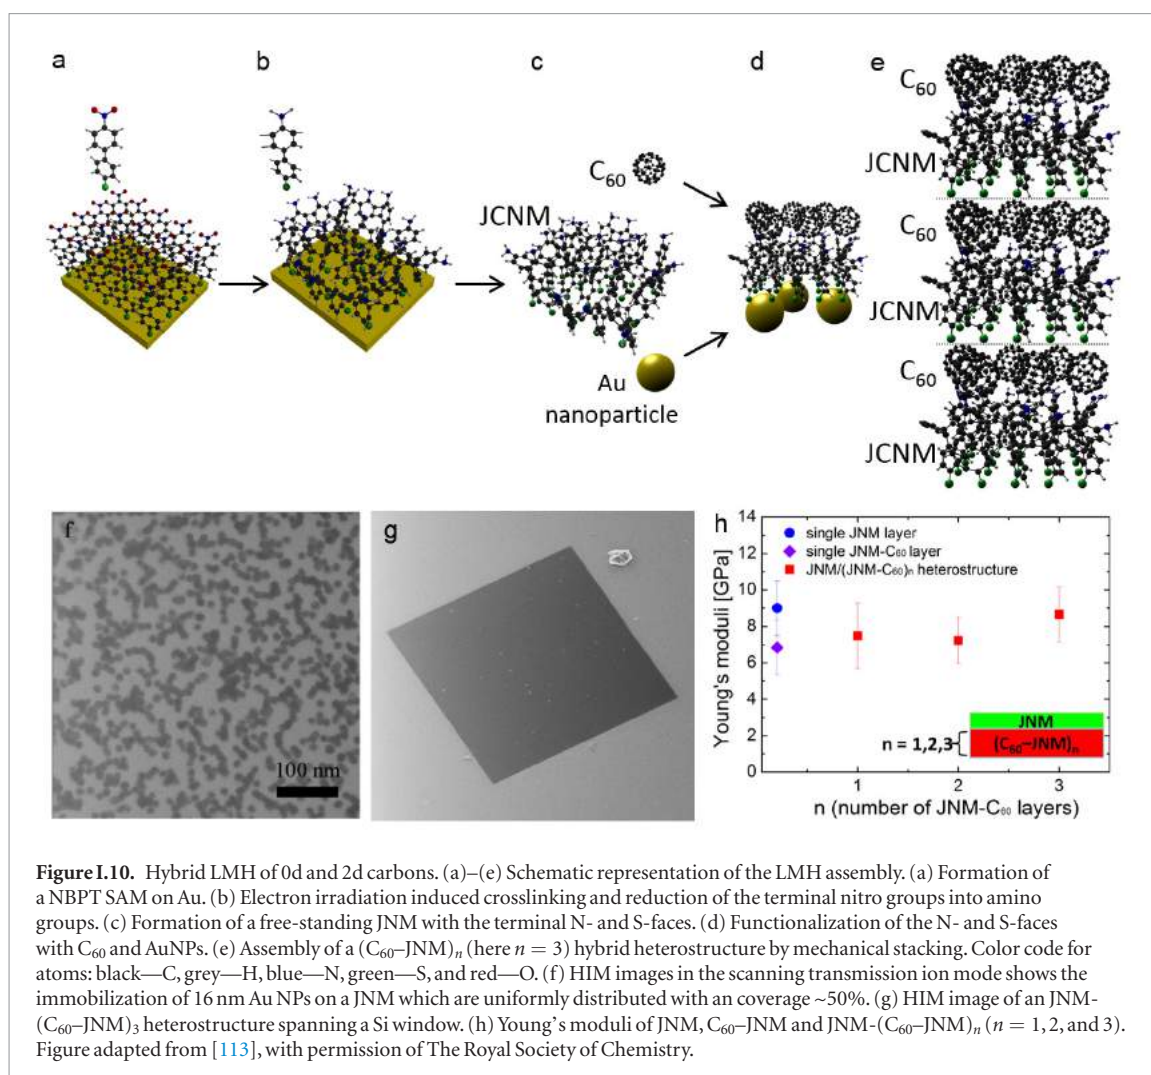 a
b
c
d
e
C₆₀
JCNM
Au
nanoparticle
C₆₀
JCNM
C₆₀
JCNM
C₆₀
JCNM
f
100 nm
g
h
14
12
10
8
6
4
2
0
Young's moduli [GPa]
single JNM layer
single JNM-C₆₀ layer
JNM/(JNM-C₆₀)ₙ heterostructure
JNM
n = 1,2,3
(C₆₀–JNM)ₙ
1
2
3
n (number of JNM-C₆₀ layers)
Figure I.10. Hybrid LMH of 0d and 2d carbons. (a)–(e) Schematic representation of the LMH assembly. (a) Formation of
a NBPT SAM on Au. (b) Electron irradiation induced crosslinking and reduction of the terminal nitro groups into amino
groups. (c) Formation of a free-standing JNM with the terminal N- and S-faces. (d) Functionalization of the N- and S-faces
with C₆₀ and AuNPs. (e) Assembly of a (C₆₀–JNM)ₙ (here n = 3) hybrid heterostructure by mechanical stacking. Color code for
atoms: black—C, grey—H, blue—N, green—S, and red—O. (f) HIM images in the scanning transmission ion mode shows the
immobilization of 16 nm Au NPs on a JNM which are uniformly distributed with an coverage ~50%. (g) HIM image of an JNM-
(C₆₀–JNM)₃ heterostructure spanning a Si window. (h) Young's moduli of JNM, C₆₀–JNM and JNM-(C₆₀–JNM)ₙ (n = 1, 2, and 3).
Figure adapted from [113], with permission of The Royal Society of Chemistry.